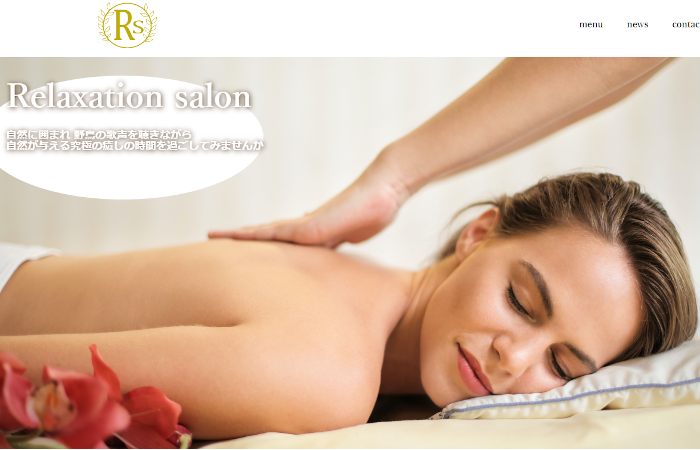 Rs
menu news contac
Relaxation salon
自然に囲まれ 野鳥の歌声を聴きながら
自然が与える究極の癒しの時間を過ごしてみませんか